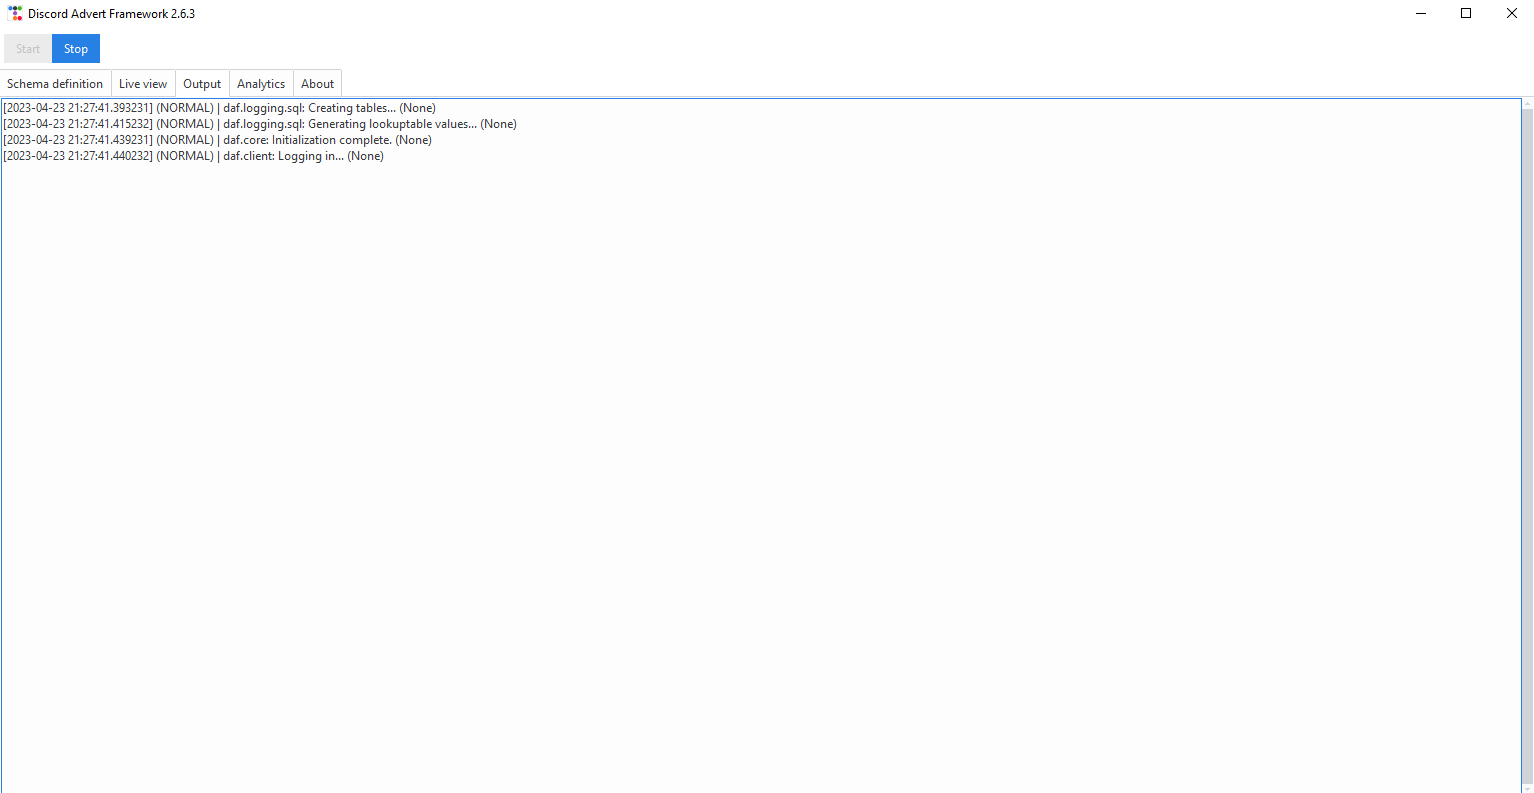 Discord Advert Framework 2.6.3
Start Stop
Schema definition Live view Output Analytics About
[2023-04-23 21:27:41.393231] (NORMAL) | daf.logging.sql: Creating tables... (None)
[2023-04-23 21:27:41.415232] (NORMAL) | daf.logging.sql: Generating lookuptable values... (None)
[2023-04-23 21:27:41.439231] (NORMAL) | daf.core: Initialization complete. (None)
[2023-04-23 21:27:41.440232] (NORMAL) | daf.client: Logging in... (None)